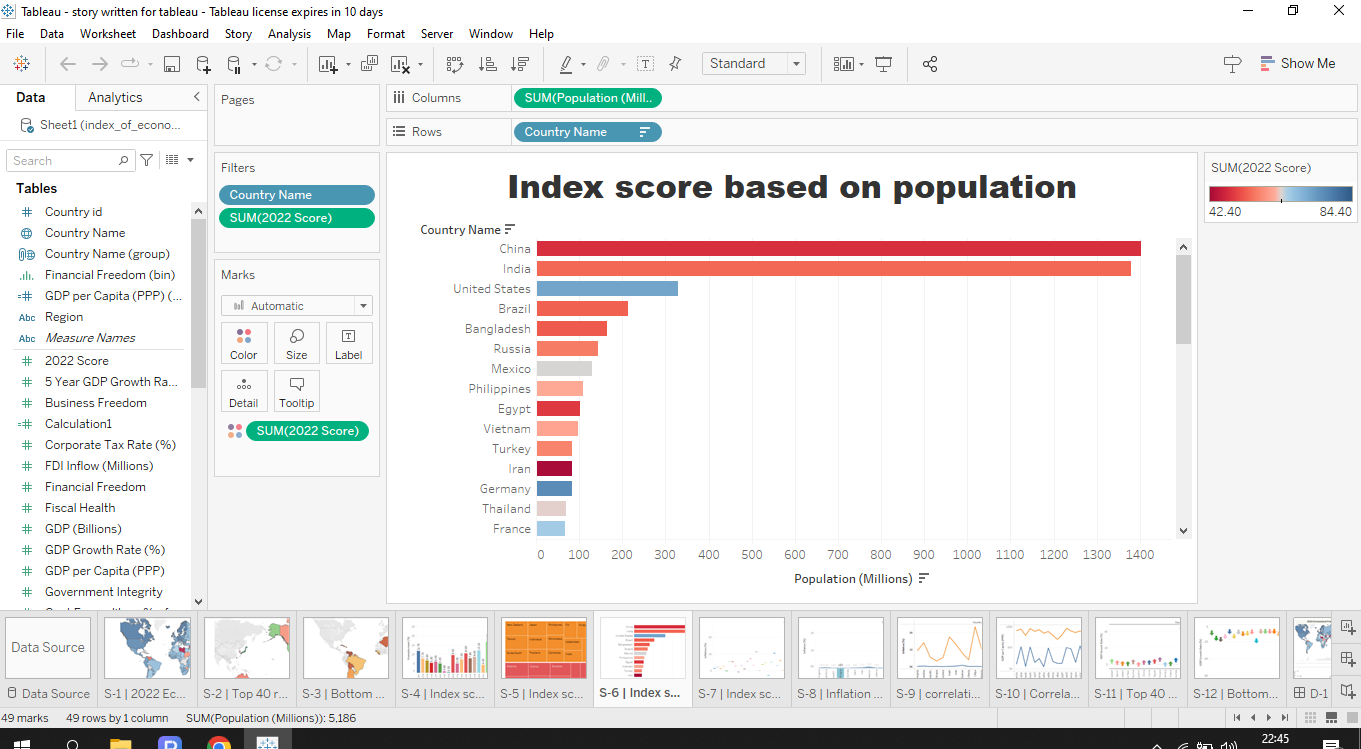 Tableau - story written for tableau - Tableau license expires in 10 days
File Data Worksheet Dashboard Story Analysis Map Format Server Window Help
Standard
Show Me
Data Analytics
Sheet1 (index_of_econo...
Search
Tables
Country id
Country Name
Country Name (group)
Financial Freedom (bin)
GDP per Capita (PPP) (...
Abc Region
Abc Measure Names
2022 Score
5 Year GDP Growth Ra...
Business Freedom
Calculation1
Corporate Tax Rate (%)
FDI Inflow (Millions)
Financial Freedom
Fiscal Health
GDP (Billions)
GDP Growth Rate (%)
GDP per Capita (PPP)
Government Integrity
Pages
Filters
Country Name
SUM(2022 Score)
Marks
Automatic
Color Size Label
Detail Tooltip
SUM(2022 Score)
Columns SUM(Population (Mill..
Rows Country Name
Index score based on population
Country Name
China
India
United States
Brazil
Bangladesh
Russia
Mexico
Philippines
Egypt
Vietnam
Turkey
Iran
Germany
Thailand
France
0 100 200 300 400 500 600 700 800 900 1000 1100 1200 1300 1400
Population (Millions)
SUM(2022 Score)
42.40 84.40
Data Source
Data Source S-1 | 2022 Ec... S-2 | Top 40 r... S-3 | Bottom ... S-4 | Index sc... S-5 | Index sc... S-6 | Index s... S-7 | Index sc... S-8 | Inflation ... S-9 | correlati... S-10 | Correla... S-11 | Top 40 ... S-12 | Bottom... D-1
49 marks 49 rows by 1 column SUM(Population (Millions)): 5,186
22:45